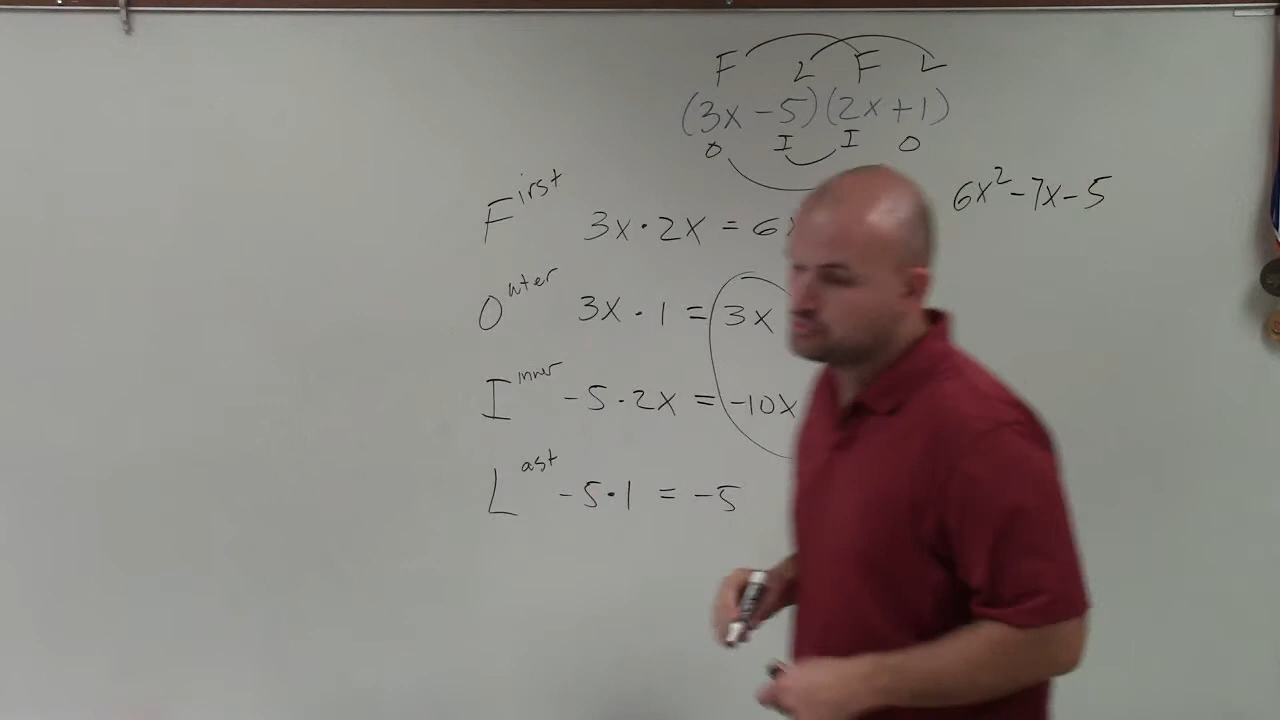 F L F L
(3x - 5)(2x + 1)
O I I O
6x² - 7x - 5
First 3x · 2x = 6x
Outer 3x · 1 = 3x
Inner -5 · 2x = -10x
Last -5 · 1 = -5